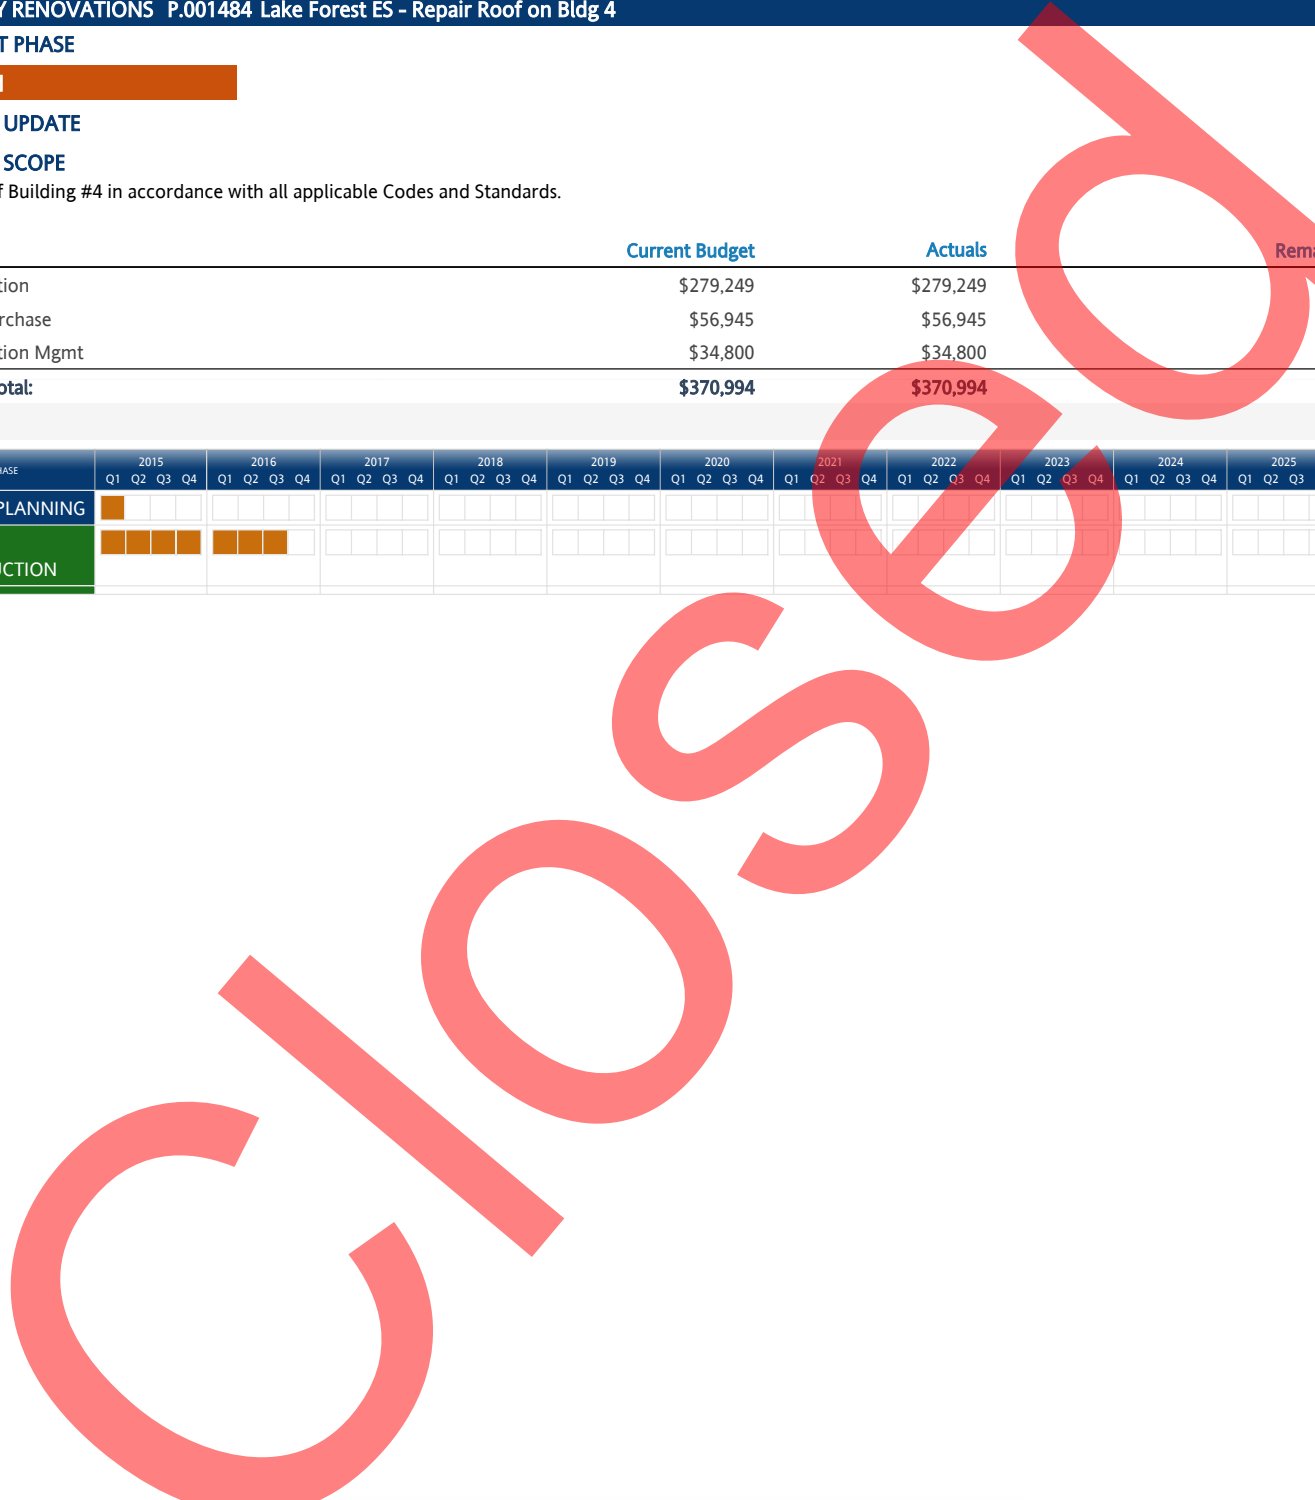 Y RENOVATIONS P.001484 Lake Forest ES - Repair Roof on Bldg 4
T PHASE
UPDATE
SCOPE
f Building #4 in accordance with all applicable Codes and Standards.
Current Budget Actuals Rema
tion $279,249 $279,249
rchase $56,945 $56,945
tion Mgmt $34,800 $34,800
otal: $370,994 $370,994
HASE 2015 2016 2017 2018 2019 2020 2021 2022 2023 2024 2025
Q1 Q2 Q3 Q4 Q1 Q2 Q3 Q4 Q1 Q2 Q3 Q4 Q1 Q2 Q3 Q4 Q1 Q2 Q3 Q4 Q1 Q2 Q3 Q4 Q1 Q2 Q3 Q4 Q1 Q2 Q3 Q4 Q1 Q2 Q3 Q4 Q1 Q2 Q3 Q4 Q1 Q2 Q3
PLANNING
UCTION
Closed